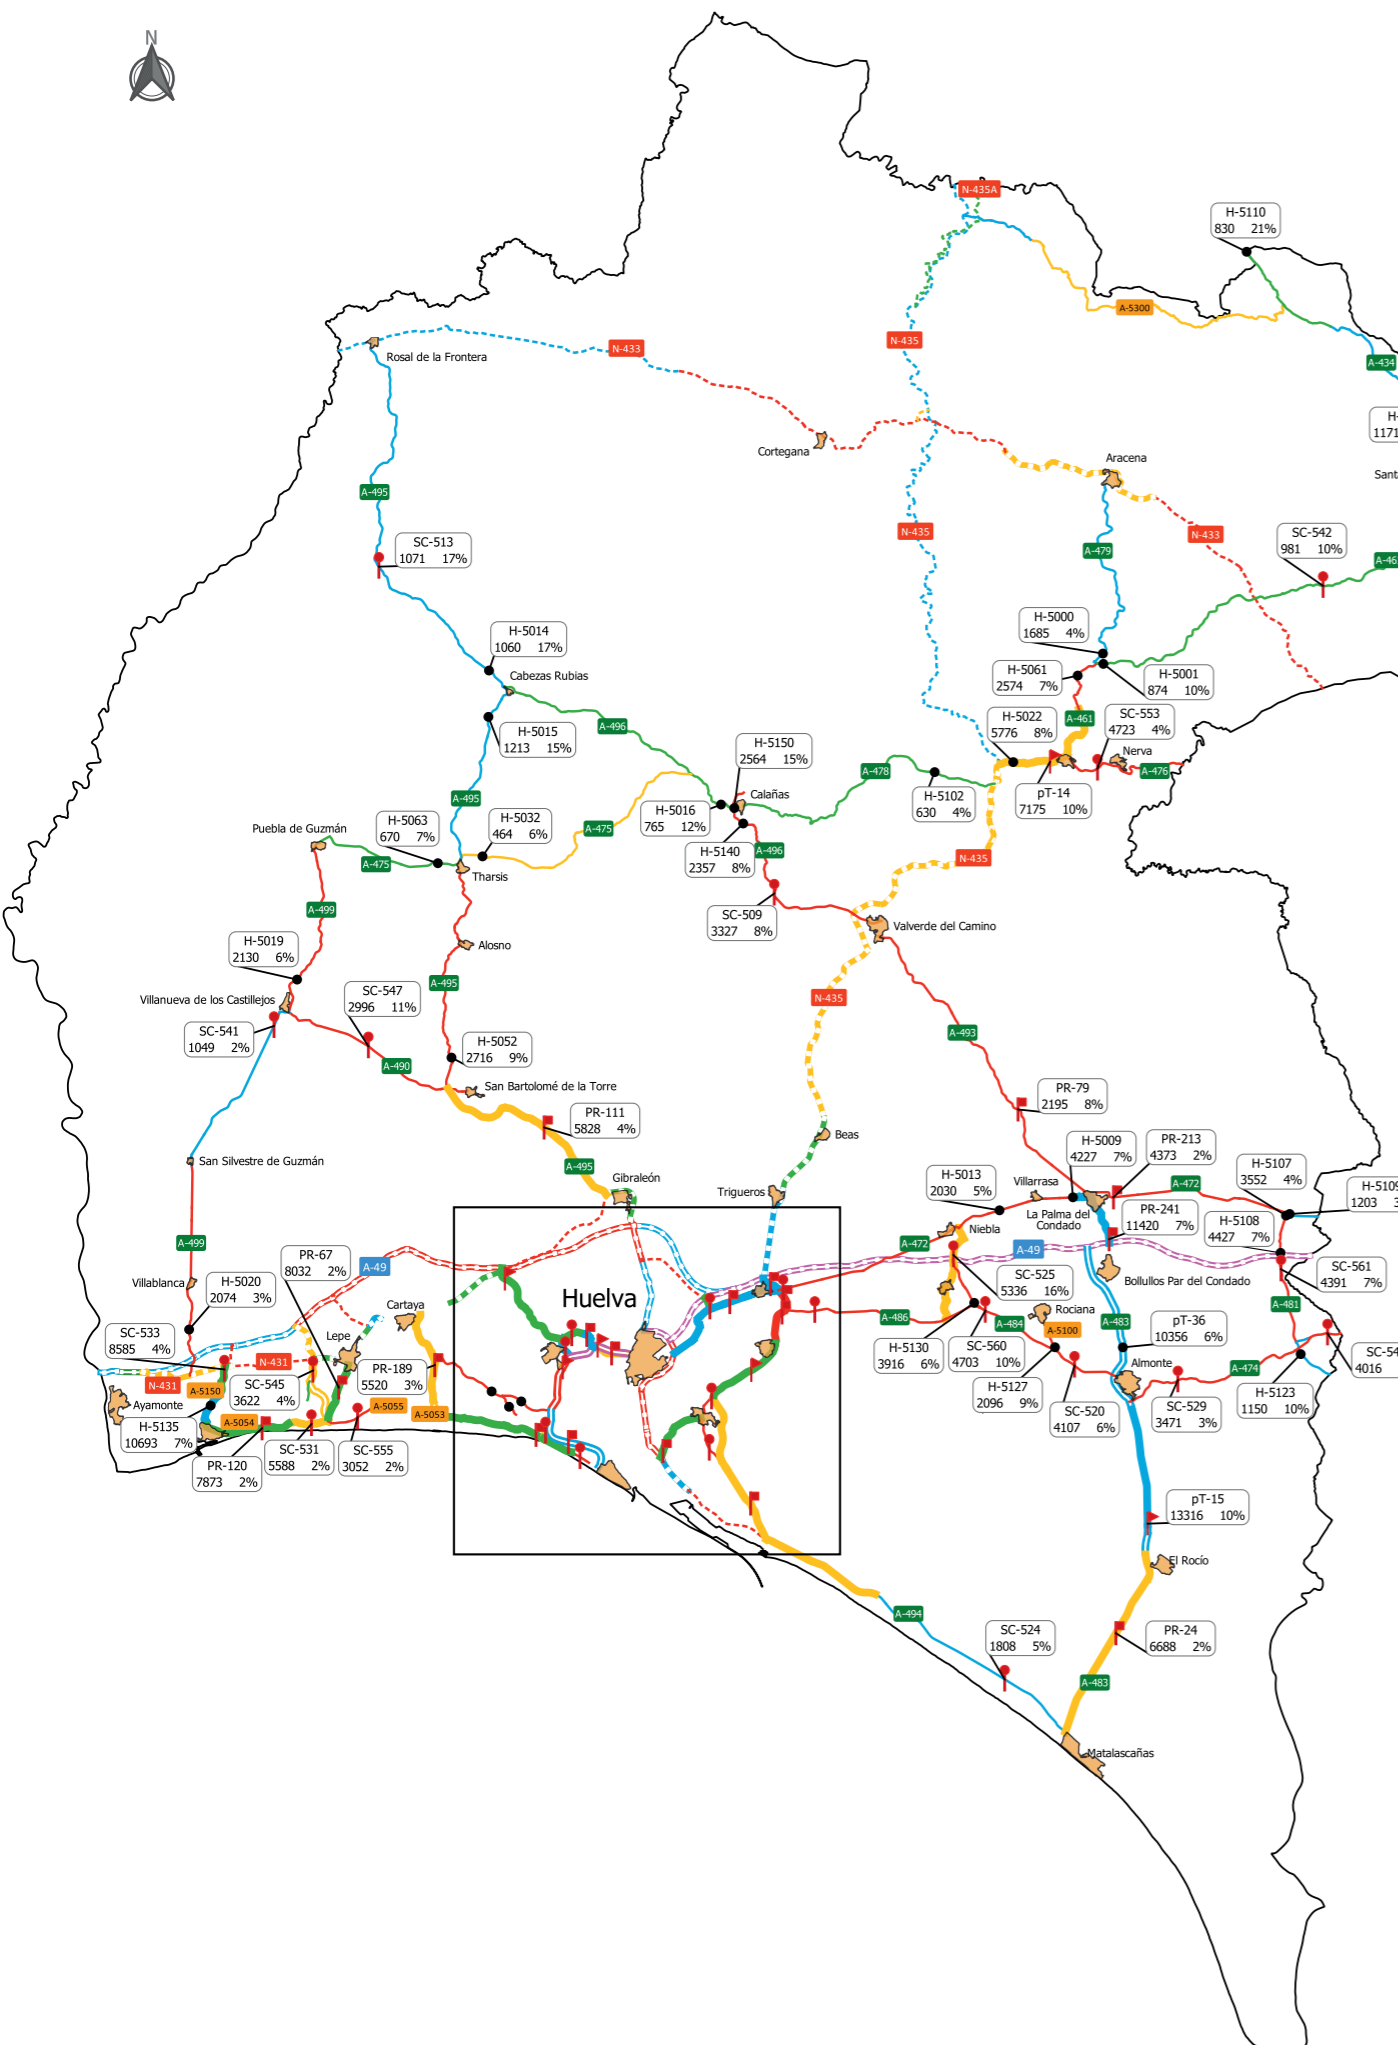 N
N-435A
H-5110
830 21%
A-5300
N-435
N-433
Rosal de la Frontera
A-434
H-
1171
Cortegana
Aracena
Sant
A-495
N-435
N-433
SC-542
981 10%
SC-513
1071 17%
A-479
A-46
H-5000
1685 4%
H-5014
1060 17%
H-5061
2574 7%
H-5001
874 10%
Cabezas Rubias
H-5015
1213 15%
A-496
H-5022
5776 8%
A-461
SC-553
4723 4%
H-5150
2564 15%
Nerva
A-478
A-476
H-5102
630 4%
pT-14
7175 10%
A-495
Calañas
H-5016
765 12%
H-5063
670 7%
H-5032
464 6%
A-475
Puebla de Guzmán
H-5140
2357 8%
A-496
N-435
A-475
Tharsis
A-499
SC-509
3327 8%
Valverde del Camino
H-5019
2130 6%
Alosno
A-495
Villanueva de los Castillejos
SC-547
2996 11%
N-435
SC-541
1049 2%
A-493
A-490
H-5052
2716 9%
San Bartolomé de la Torre
PR-79
2195 8%
PR-111
5828 4%
Beas
San Silvestre de Guzmán
A-495
H-5009
4227 7%
PR-213
4373 2%
H-5107
3552 4%
Gibraleón
Trigueros
H-5013
2030 5%
Villarrasa
A-472
H-5109
1203 3
La Palma del
Condado
PR-241
11420 7%
H-5108
4427 7%
Niebla
A-499
A-472
A-49
PR-67
8032 2%
A-49
SC-561
4391 7%
Villablanca
H-5020
2074 3%
Huelva
SC-525
5336 16%
Bollullos Par del Condado
Cartaya
A-481
Rociana
A-486
A-484
A-5100
A-483
pT-36
10356 6%
SC-533
8585 4%
Lepe
H-5130
3916 6%
SC-560
4703 10%
SC-54
4016
N-431
PR-189
5520 3%
Almonte
A-474
N-431
A-5150
SC-545
3622 4%
H-5127
2096 9%
H-5123
1150 10%
Ayamonte
A-5055
A-5053
SC-520
4107 6%
SC-529
3471 3%
H-5135
10693 7%
A-5054
PR-120
7873 2%
SC-531
5588 2%
SC-555
3052 2%
pT-15
13316 10%
El Rocío
A-494
SC-524
1808 5%
PR-24
6688 2%
A-483
Matalascañas